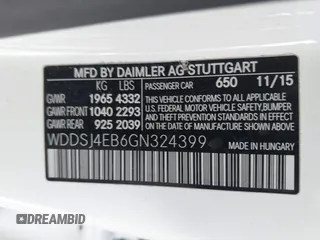 MFD BY DAIMLER AG-STUTTGART
KG LBS PASSENGER CAR 650 11/15
GAWR 1965 4332
GAWR FRONT 1040 2293
GAWR REAR 925 2039
THIS VEHICLE CONFORMS TO ALL APPLICABLE
U.S. FEDERAL MOTOR VEHICLE SAFETY, BUMPER,
AND THEFT PREVENTION STANDARDS IN EFFECT
ON THE DATE OF MANUFACTURE SHOWN ABOVE.
WDDSJ4EB6GN324399
MADE IN HUNGARY
DREAMBID
DREAMBID